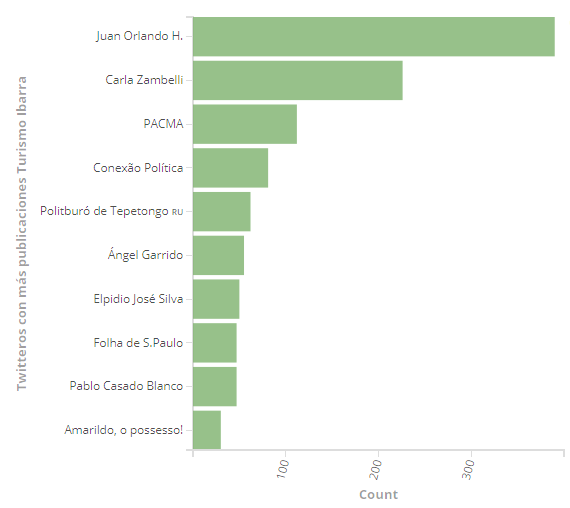 Twitteros con más publicaciones Turismo Ibarra
Juan Orlando H.
Carla Zambelli
PACMA
Conexão Política
Politburó de Tepetongo RU
Ángel Garrido
Elpidio José Silva
Folha de S.Paulo
Pablo Casado Blanco
Amarildo, o possesso!
100
200
300
Count